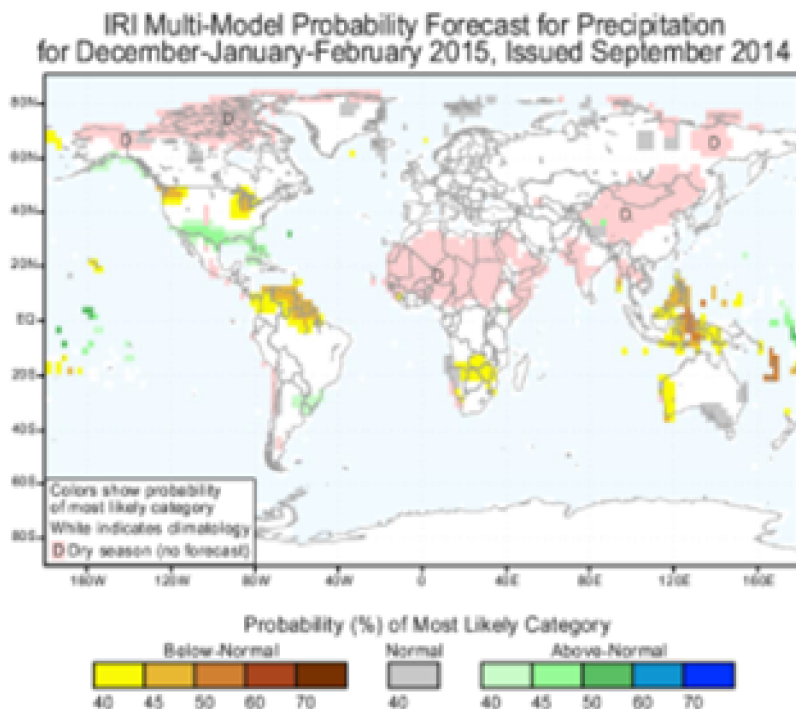 IRI Multi-Model Probability Forecast for Precipitation
for December-January-February 2015, Issued September 2014
80N
60N
40N
20N
EQ
20S
40S
60S
80S
D
D
D
D
D
Colors show probability
of most likely category
White indicates climatology
D Dry season (no forecast)
160W 120W 80W 40W 0 40E 80E 120E 160E
Probability (%) of Most Likely Category
Below-Normal Normal Above-Normal
40 45 50 60 70 40 40 45 50 60 70